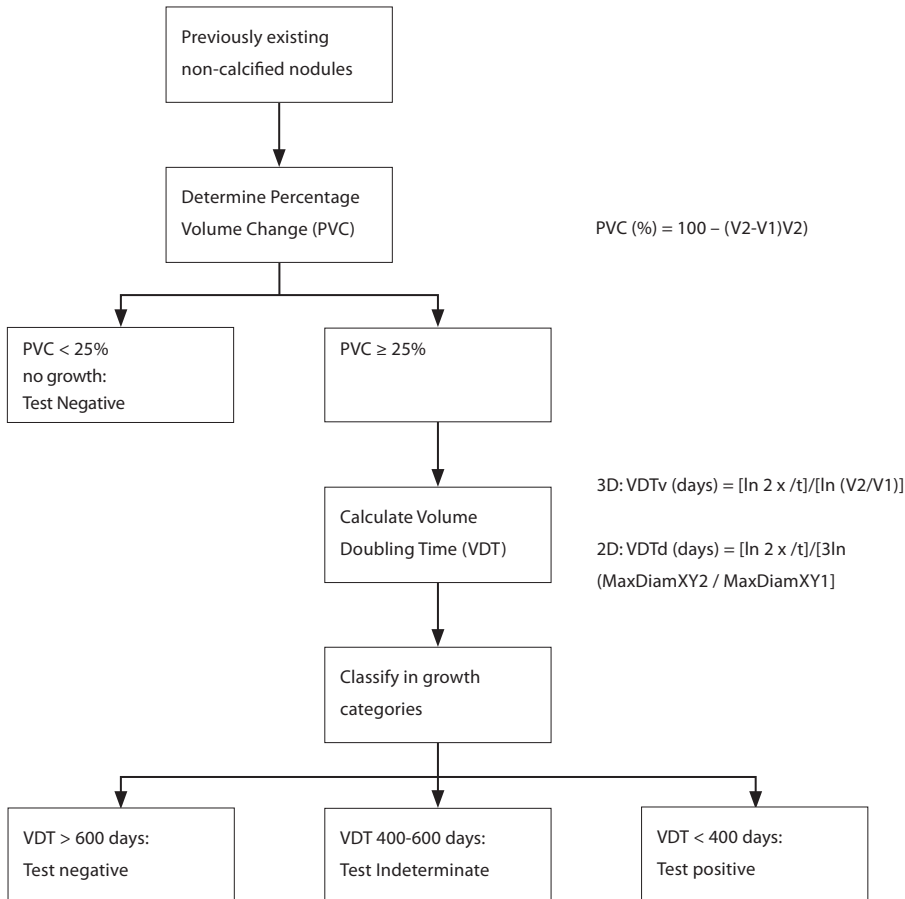 Previously existing
non-calcified nodules
Determine Percentage
Volume Change (PVC)
PVC (%) = 100 – (V2-V1)V2)
PVC < 25%
no growth:
Test Negative
PVC ≥ 25%
Calculate Volume
Doubling Time (VDT)
3D: VDTv (days) = [ln 2 x /t]/[ln (V2/V1)]
2D: VDTd (days) = [ln 2 x /t]/[3ln
(MaxDiamXY2 / MaxDiamXY1]
Classify in growth
categories
VDT > 600 days:
Test negative
VDT 400-600 days:
Test Indeterminate
VDT < 400 days:
Test positive